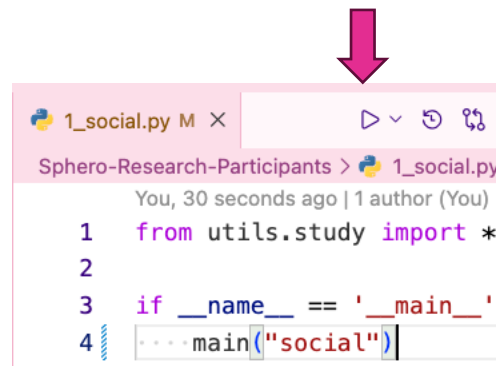 1_social.py M ×
Sphero-Research-Participants > 1_social.py
You, 30 seconds ago | 1 author (You)
1 from utils.study import *
2
3 if __name__ == '__main__'
4 ····main("social")